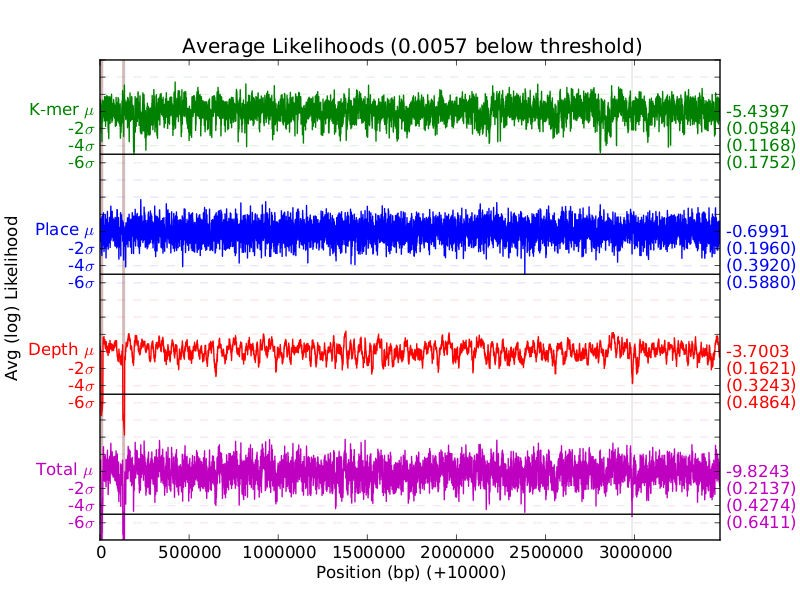 Average Likelihoods (0.0057 below threshold)
Avg (log) Likelihood
K-mer μ -5.4397
-2σ (0.0584)
-4σ (0.1168)
-6σ (0.1752)
Place μ -0.6991
-2σ (0.1960)
-4σ (0.3920)
-6σ (0.5880)
Depth μ -3.7003
-2σ (0.1621)
-4σ (0.3243)
-6σ (0.4864)
Total μ -9.8243
-2σ (0.2137)
-4σ (0.4274)
-6σ (0.6411)
0 500000 1000000 1500000 2000000 2500000 3000000
Position (bp) (+10000)